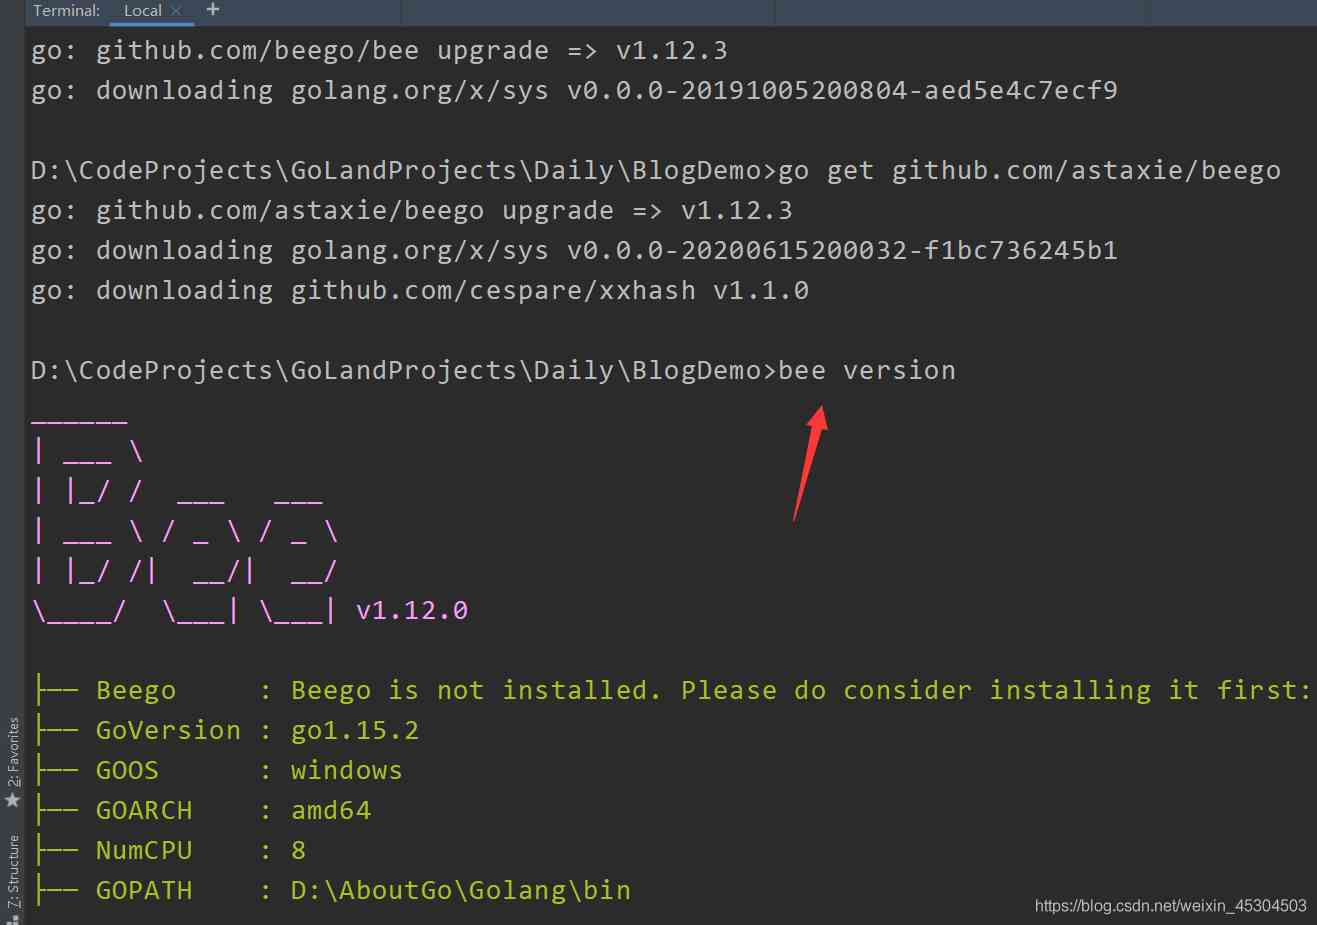 Terminal: Local × +
go: github.com/beego/bee upgrade => v1.12.3
go: downloading golang.org/x/sys v0.0.0-20191005200804-aed5e4c7ecf9
D:\CodeProjects\GoLandProjects\Daily\BlogDemo>go get github.com/astaxie/beego
go: github.com/astaxie/beego upgrade => v1.12.3
go: downloading golang.org/x/sys v0.0.0-20200615200032-f1bc736245b1
go: downloading github.com/cespare/xxhash v1.1.0
D:\CodeProjects\GoLandProjects\Daily\BlogDemo>bee version
______
| ___ \
| |_/ /  ___   ___
| ___ \ / _ \ / _ \
| |_/ /|  __/|  __/
\____/  \___| \___| v1.12.0
├── Beego     : Beego is not installed. Please do consider installing it first:
├── GoVersion : go1.15.2
├── GOOS      : windows
├── GOARCH    : amd64
├── NumCPU    : 8
├── GOPATH    : D:\AboutGo\Golang\bin
2: Favorites
7: Structure
https://blog.csdn.net/weixin_45304503